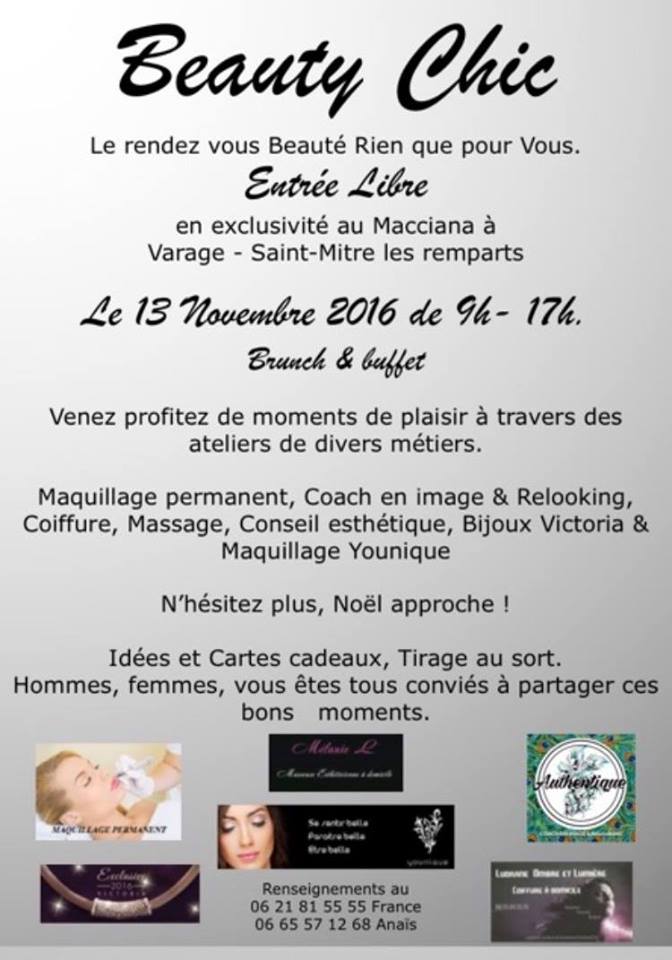 Beauty Chic
Le rendez vous Beauté Rien que pour Vous.
Entrée Libre
en exclusivité au Macciana à
Varage - Saint-Mitre les remparts
Le 13 Novembre 2016 de 9h- 17h.
Brunch & buffet
Venez profitez de moments de plaisir à travers des
ateliers de divers métiers.
Maquillage permanent, Coach en image & Relooking,
Coiffure, Massage, Conseil esthétique, Bijoux Victoria &
Maquillage Younique
N'hésitez plus, Noël approche !
Idées et Cartes cadeaux, Tirage au sort.
Hommes, femmes, vous êtes tous conviés à partager ces
bons moments.
MAQUILLAGE PERMANENT
Mélanie L
Masseuse Esthéticienne à domicile
Authentique
Se sentir belle
Paraître belle
Être belle
younique
Exclusive
2016
VICTORIA
Ludivine Ombre et Lumière
Coiffure à domicile
Renseignements au
06 21 81 55 55 France
06 65 57 12 68 Anaïs